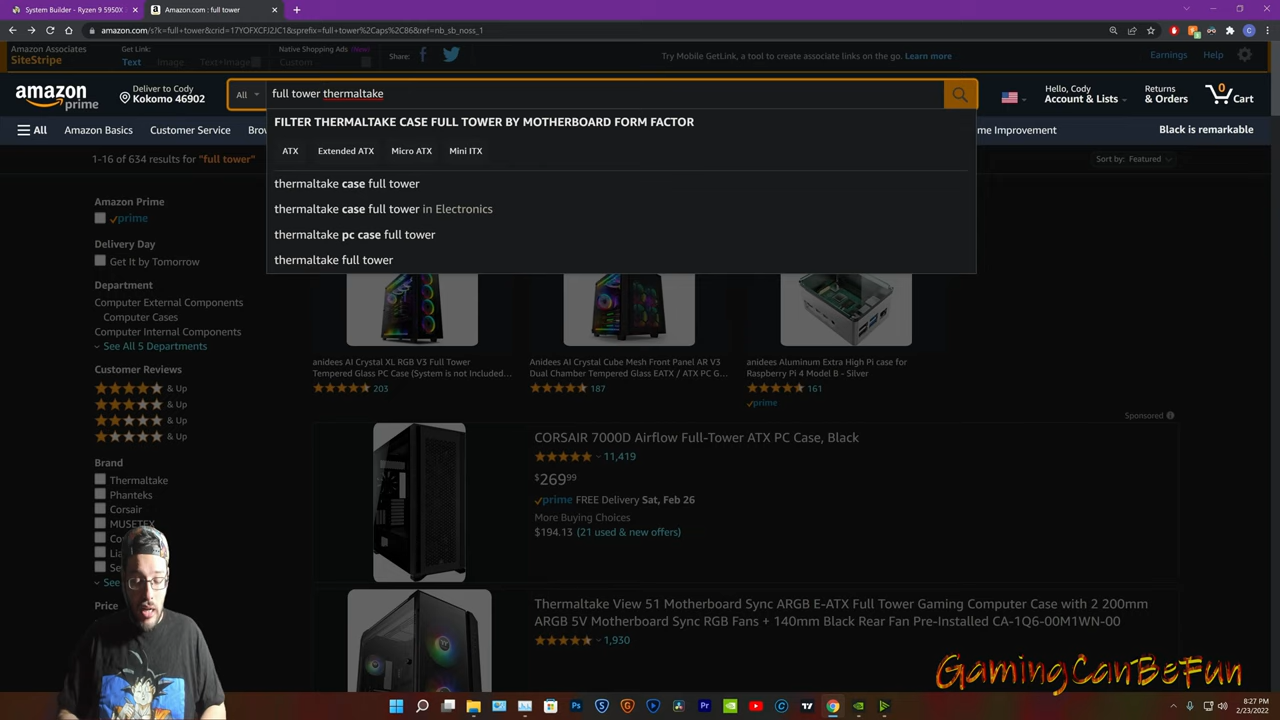 System Builder - Ryzen 9 5950X
Amazon.com : full tower
amazon.com/s?k=full+tower&crid=17YOFXCFJ2JC1&sprefix=full+tower%2Caps%2C86&ref=nb_sb_noss_1
Amazon Associates
SiteStripe
Get Link:
Text
Image
Text+Image
Native Shopping Ads
(New)
Custom
Share:
Try Mobile GetLink, a tool to create associate links on the go. Learn more
Earnings
Help
amazon
prime
Deliver to Cody
Kokomo 46902
All
full tower thermaltake
Hello, Cody
Account & Lists
Returns
& Orders
0
Cart
All
Amazon Basics
Customer Service
Brow
me Improvement
Black is remarkable
FILTER THERMALTAKE CASE FULL TOWER BY MOTHERBOARD FORM FACTOR
ATX
Extended ATX
Micro ATX
Mini ITX
thermaltake case full tower
thermaltake case full tower in Electronics
thermaltake pc case full tower
thermaltake full tower
1-16 of 634 results for "full tower"
Sort by: Featured
Amazon Prime
prime
Delivery Day
Get It by Tomorrow
Department
Computer External Components
Computer Cases
Computer Internal Components
See All 5 Departments
Customer Reviews
& Up
& Up
& Up
& Up
Brand
Thermaltake
Phanteks
Corsair
MUSETEX
Co
Lia
Se
See
Price
anidees AI Crystal XL RGB V3 Full Tower
Tempered Glass PC Case (System is not Included...
203
Anidees AI Crystal Cube Mesh Front Panel AR V3
Dual Chamber Tempered Glass EATX / ATX PC G...
187
anidees Aluminum Extra High Pi case for
Raspberry Pi 4 Model B - Silver
161
prime
Sponsored
CORSAIR 7000D Airflow Full-Tower ATX PC Case, Black
11,419
$269.99
prime FREE Delivery Sat, Feb 26
More Buying Choices
$194.13 (21 used & new offers)
Thermaltake View 51 Motherboard Sync ARGB E-ATX Full Tower Gaming Computer Case with 2 200mm
ARGB 5V Motherboard Sync RGB Fans + 140mm Black Rear Fan Pre-Installed CA-1Q6-00M1WN-00
1,930
GamingCanBeFun
8:27 PM
2/23/2022